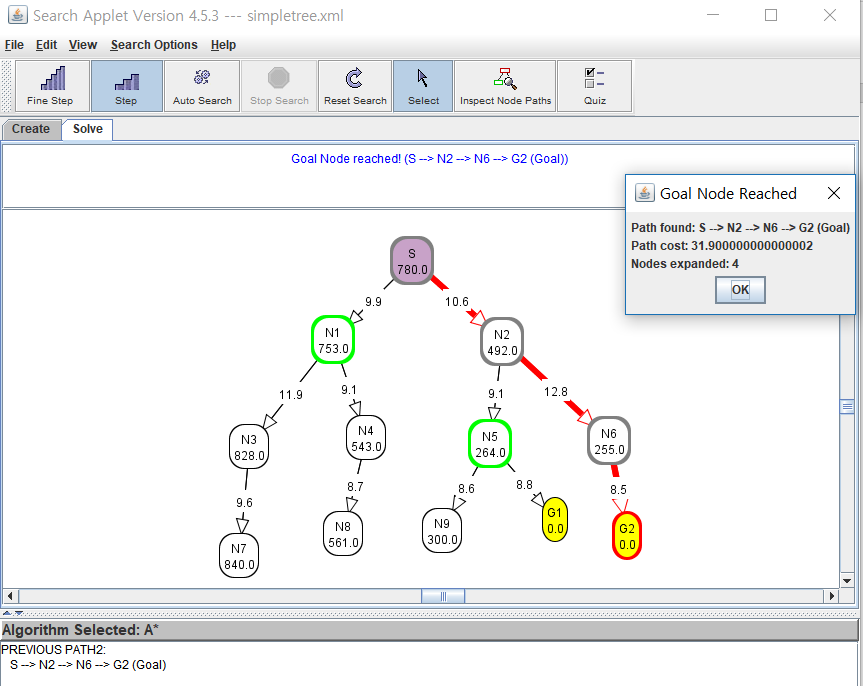 Search Applet Version 4.5.3 --- simpletree.xml
File Edit View Search Options Help
Fine Step Step Auto Search Stop Search Reset Search Select Inspect Node Paths Quiz
Create Solve
Goal Node reached! (S --> N2 --> N6 --> G2 (Goal))
Goal Node Reached
Path found: S --> N2 --> N6 --> G2 (Goal)
Path cost: 31.900000000000002
Nodes expanded: 4
OK
S
780.0
9.9 10.6
N1
753.0
N2
492.0
11.9 9.1 9.1 12.8
N3
828.0
N4
543.0
N5
264.0
N6
255.0
9.6 8.7 8.6 8.8 8.5
N7
840.0
N8
561.0
N9
300.0
G1
0.0
G2
0.0
Algorithm Selected: A*
PREVIOUS PATH2:
S --> N2 --> N6 --> G2 (Goal)